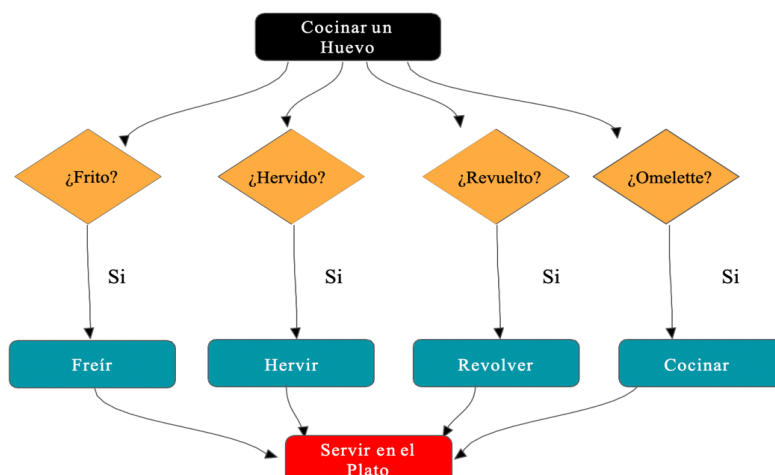 Cocinar un
Huevo
¿Frito?
¿Hervido?
¿Revuelto?
¿Omelette?
Si
Si
Si
Si
Freír
Hervir
Revolver
Cocinar
Servir en el
Plato